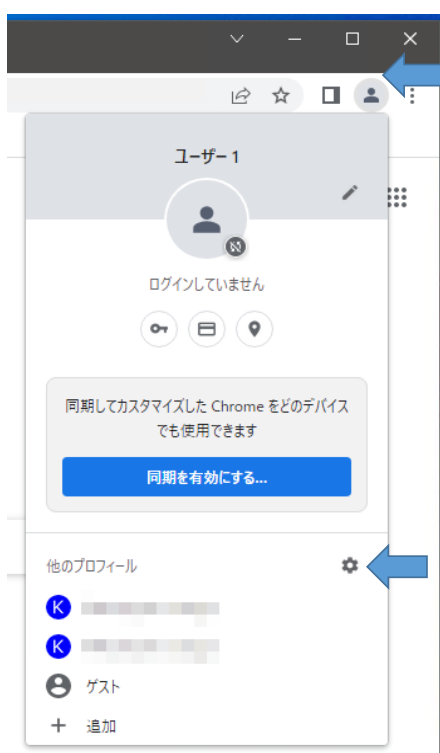 ユーザー 1
ログインしていません
同期してカスタマイズした Chrome をどのデバイス
でも使用できます
同期を有効にする...
他のプロフィール
K
K
ゲスト
追加